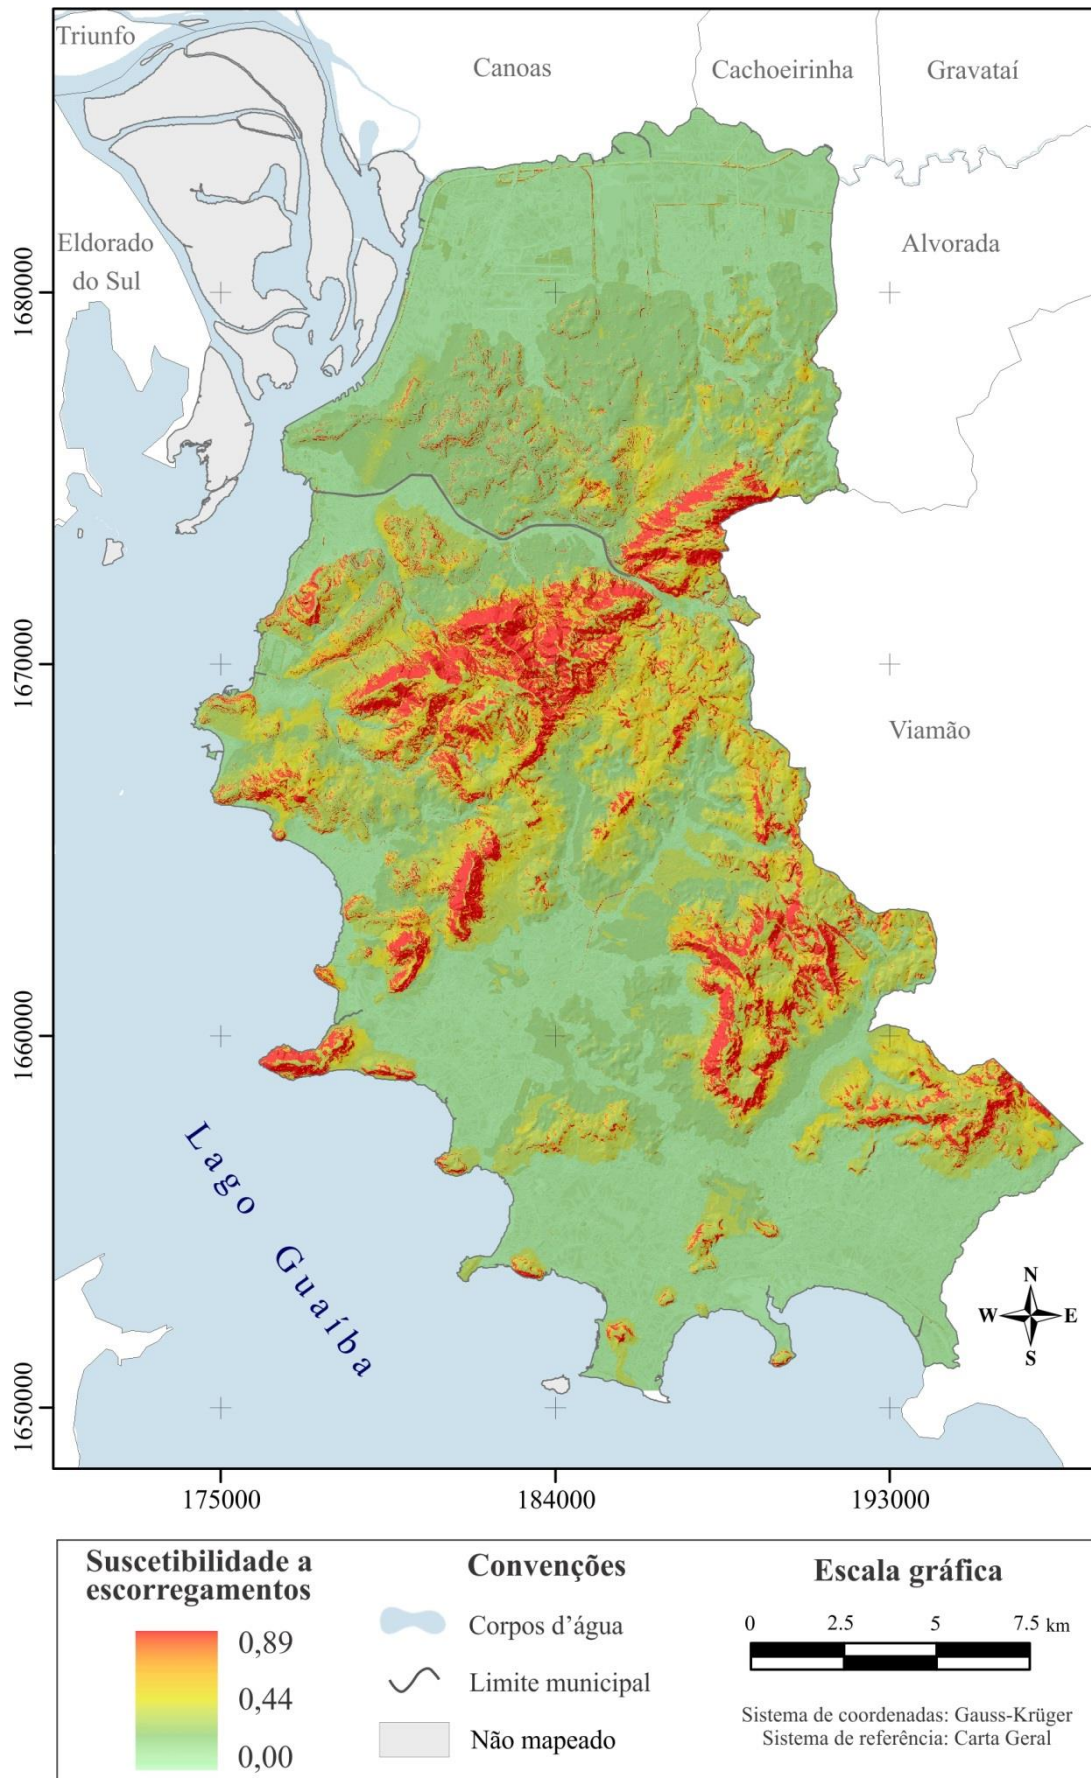 Triunfo
Canoas
Cachoeirinha
Gravataí
Eldorado
do Sul
Alvorada
1680000
1670000
Viamão
1660000
Lago Guaíba
N
W E
S
1650000
175000
184000
193000
Suscetibilidade a
escorregamentos
0,89
0,44
0,00
Convenções
Corpos d’água
Limite municipal
Não mapeado
Escala gráfica
0 2.5 5 7.5 km
Sistema de coordenadas: Gauss-Krüger
Sistema de referência: Carta Geral